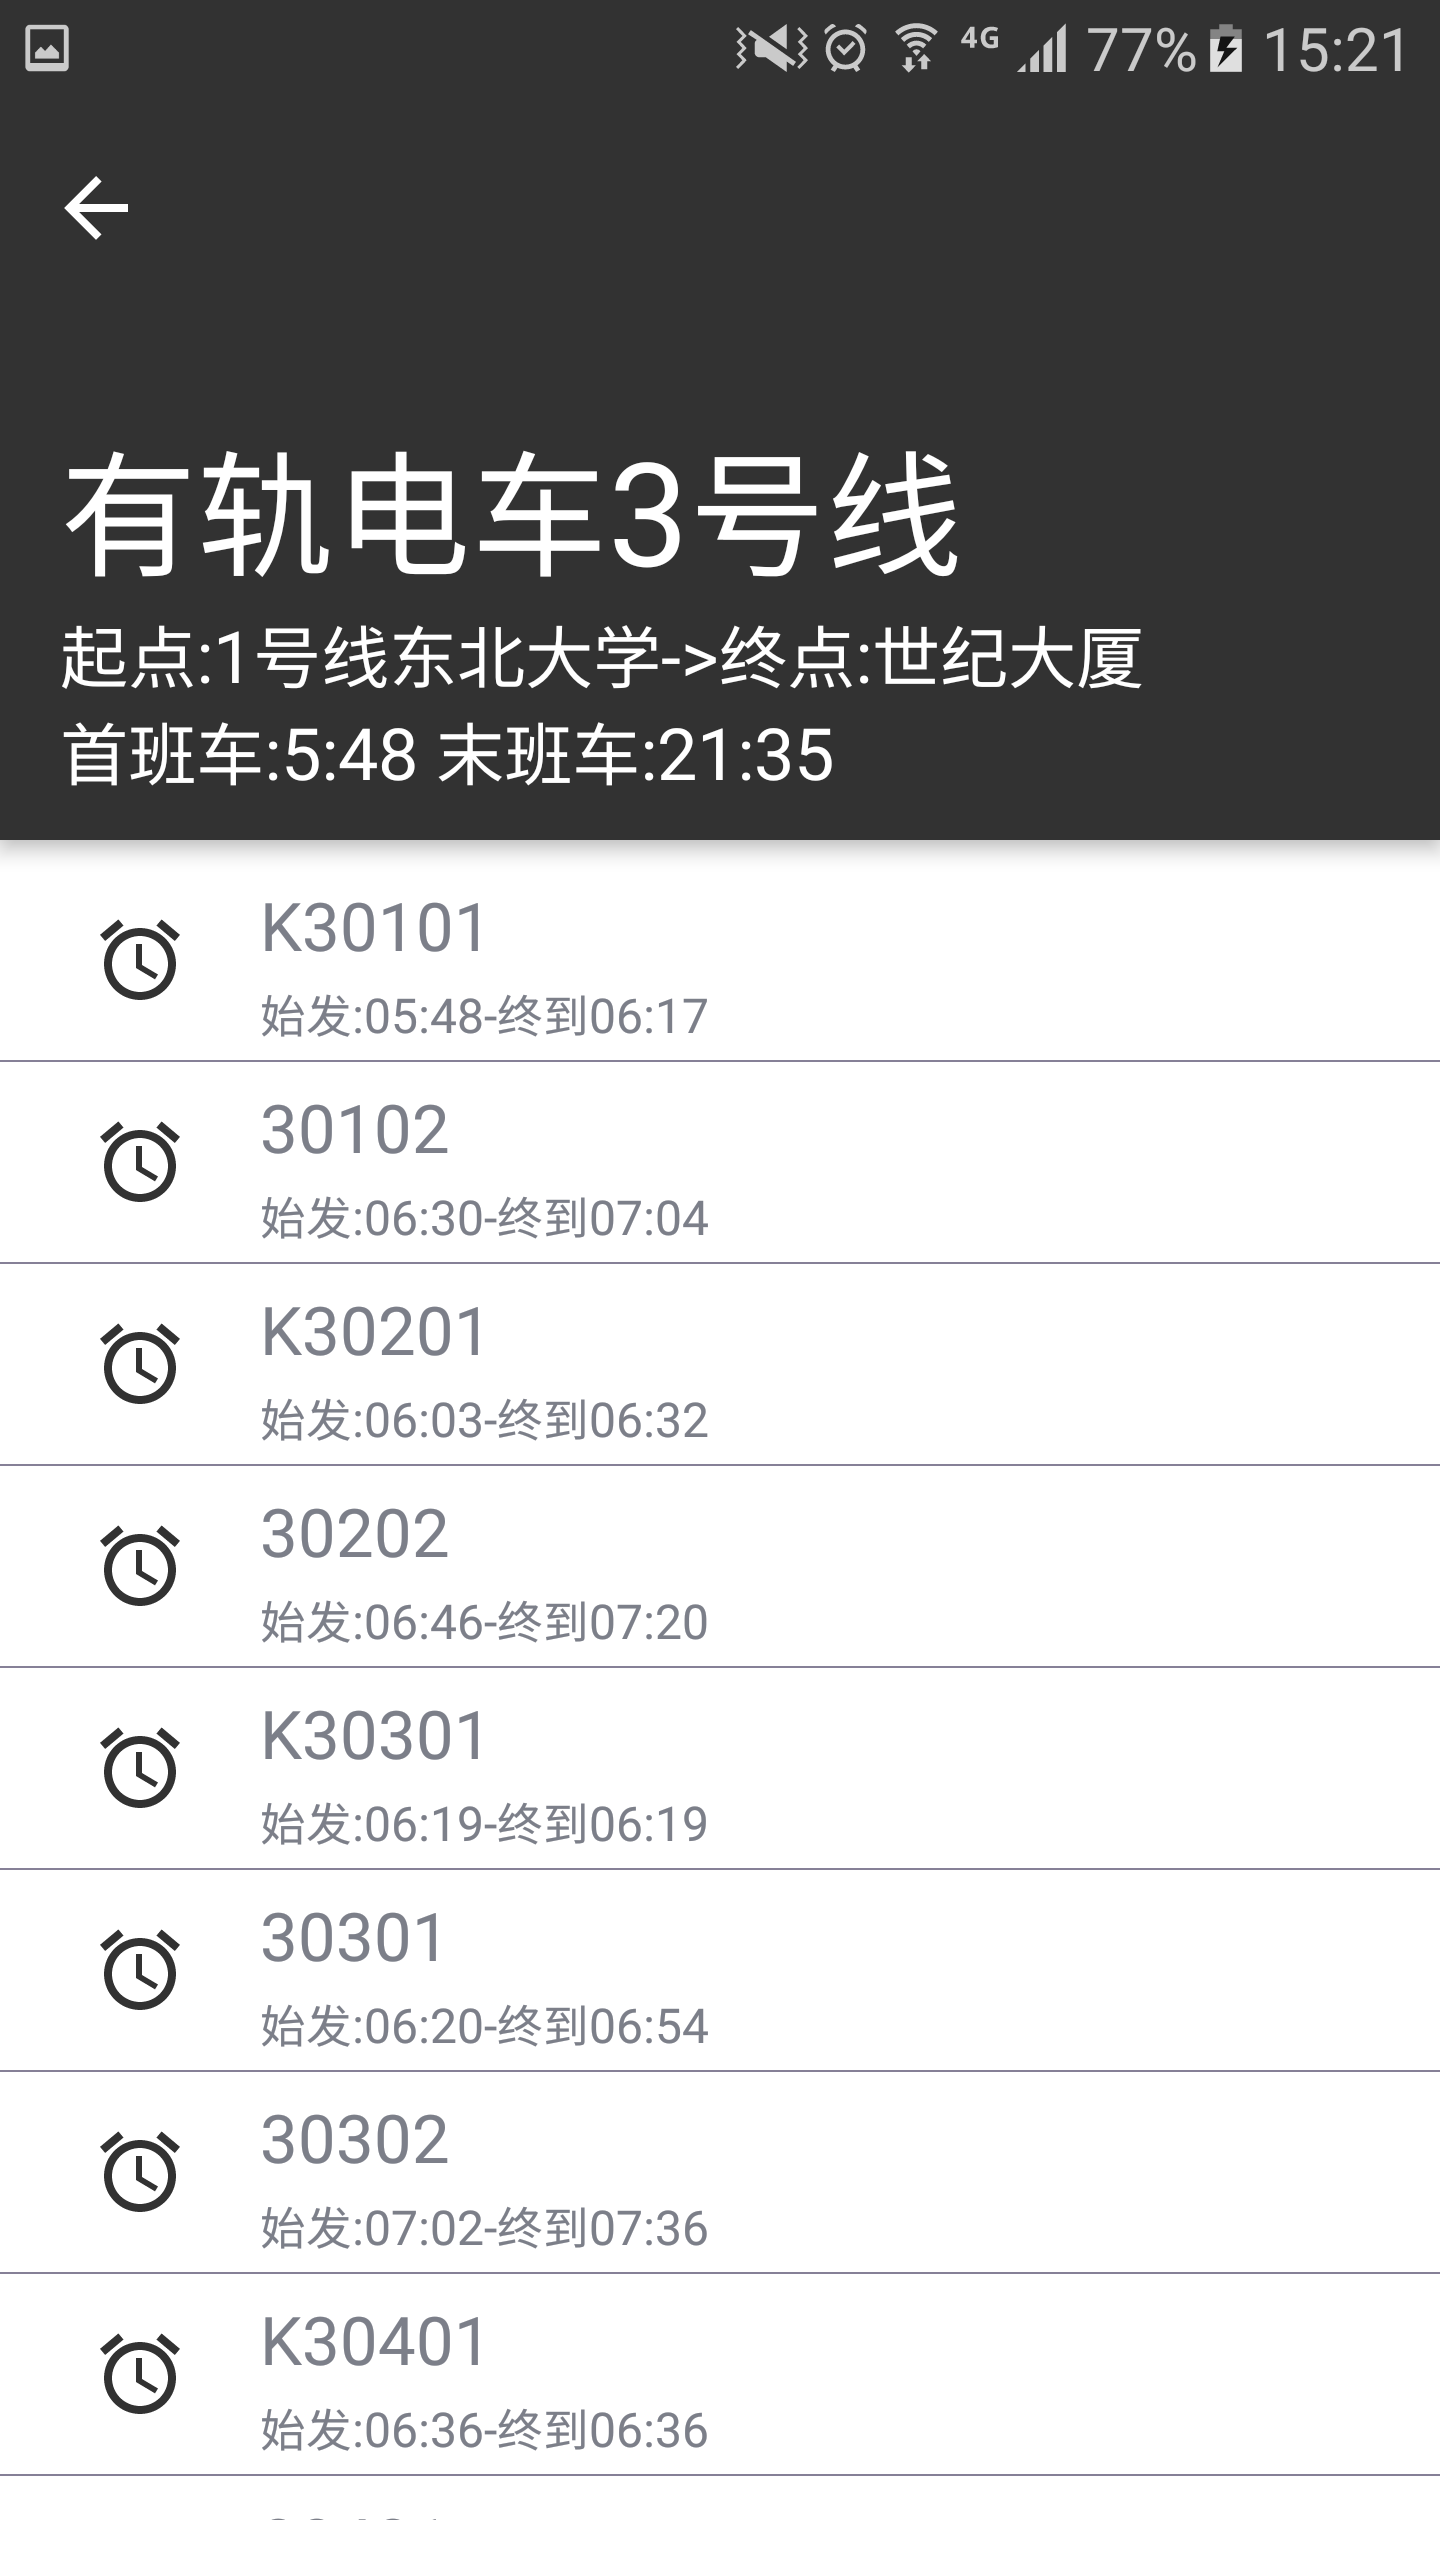 4G 77% 15:21
有轨电车3号线
起点:1号线东北大学->终点:世纪大厦
首班车:5:48 末班车:21:35
K30101
始发:05:48-终到06:17
30102
始发:06:30-终到07:04
K30201
始发:06:03-终到06:32
30202
始发:06:46-终到07:20
K30301
始发:06:19-终到06:19
30301
始发:06:20-终到06:54
30302
始发:07:02-终到07:36
K30401
始发:06:36-终到06:36